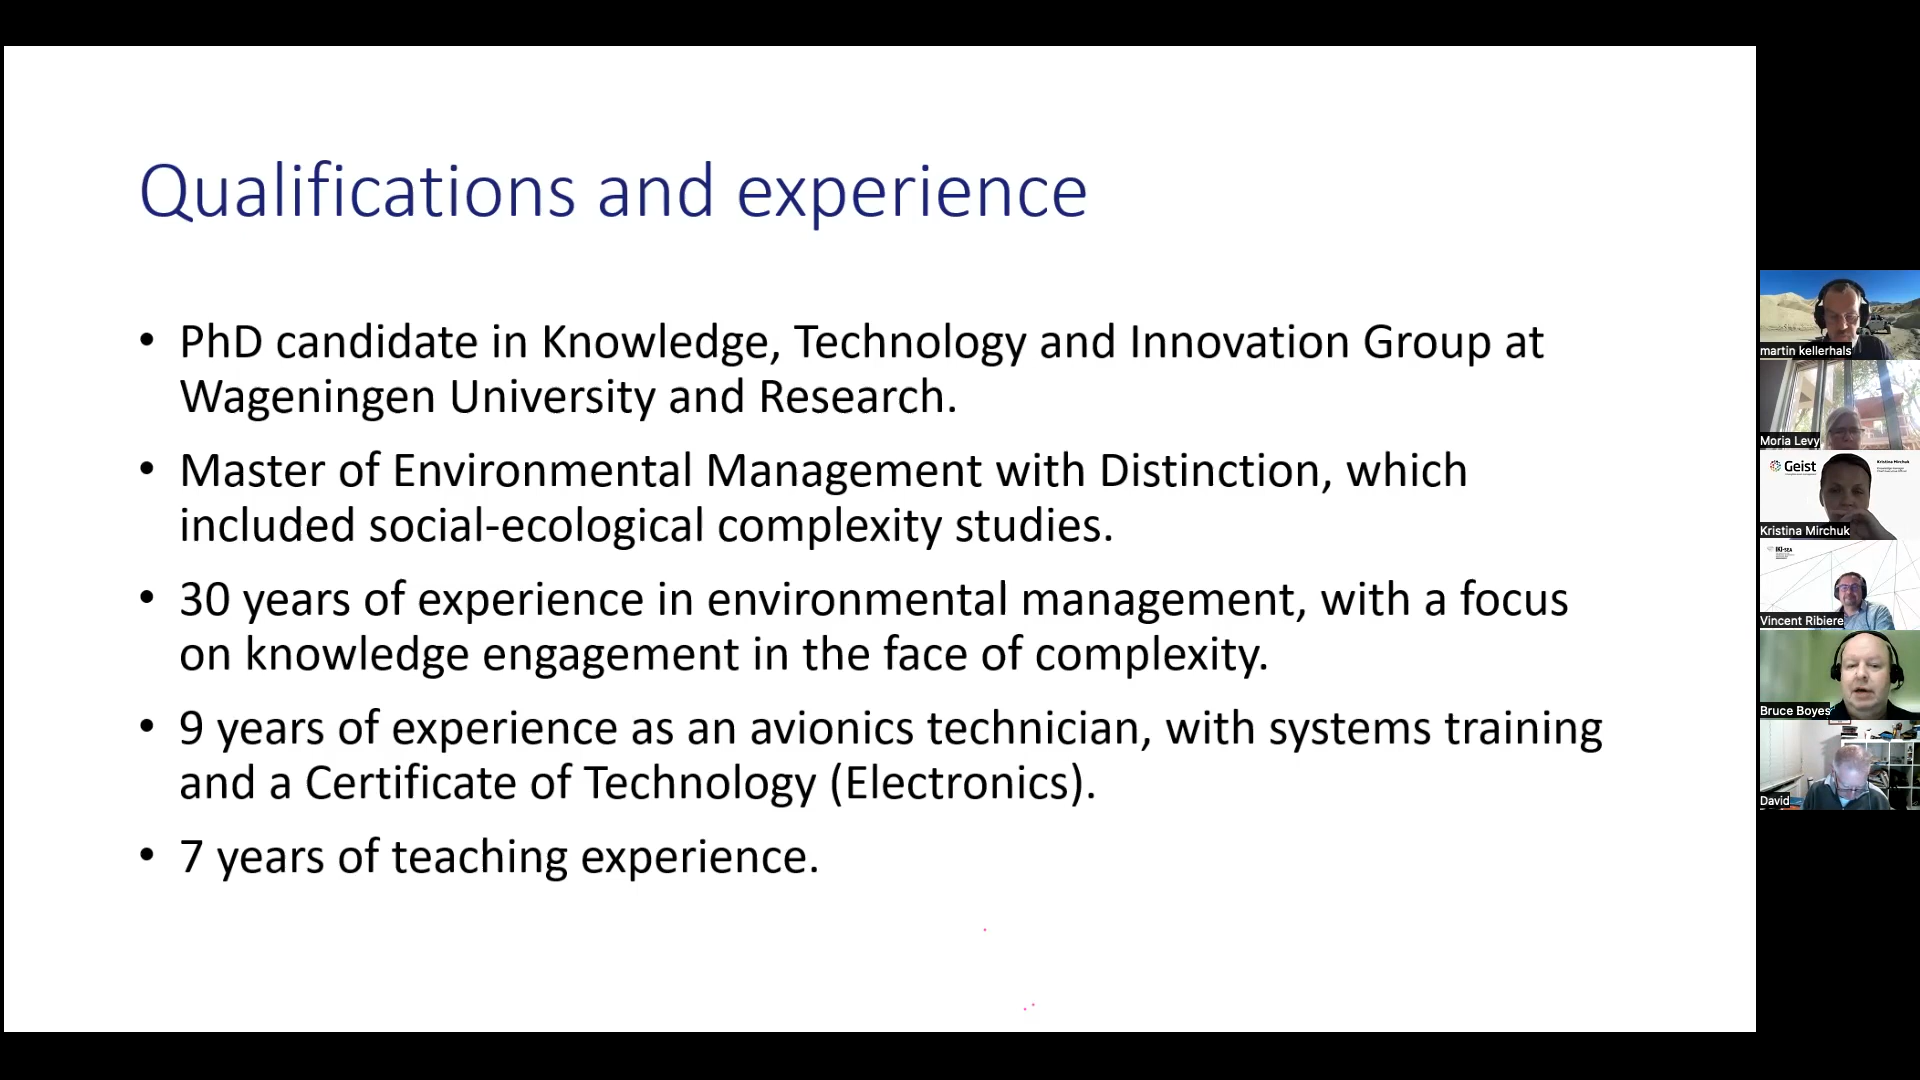 Qualifications and experience
• PhD candidate in Knowledge, Technology and Innovation Group at
Wageningen University and Research.
• Master of Environmental Management with Distinction, which
included social-ecological complexity studies.
• 30 years of experience in environmental management, with a focus
on knowledge engagement in the face of complexity.
• 9 years of experience as an avionics technician, with systems training
and a Certificate of Technology (Electronics).
• 7 years of teaching experience.
martin kellerhals
Moria Levy
Geist
Kristina Mirchuk
Kristina Mirchuk
IKI-SEA
Vincent Ribiere
Bruce Boyes
David